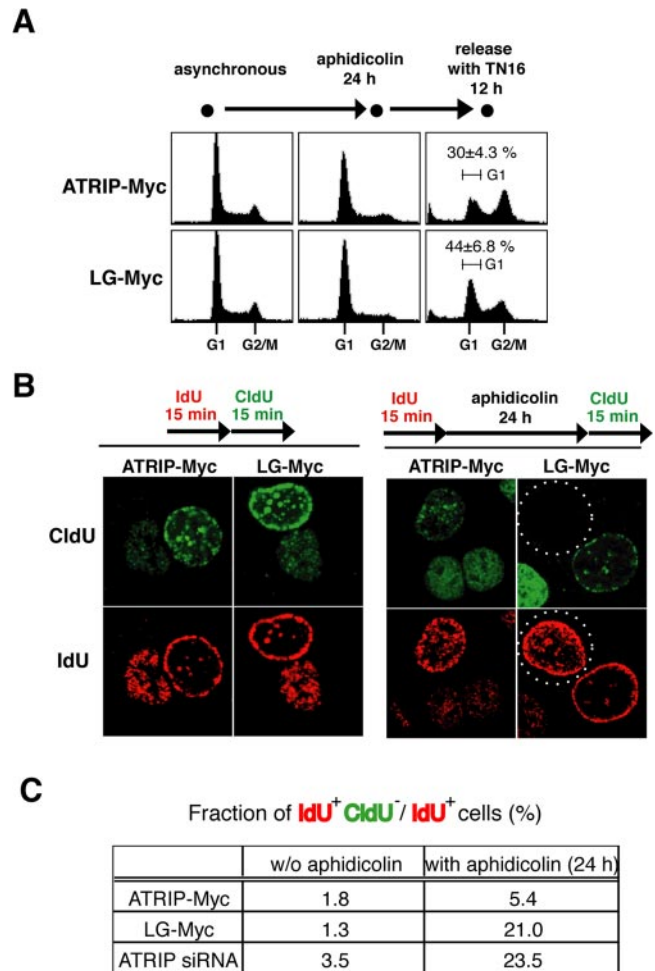 A
asynchronous
aphidicolin
24 h
release
with TN16
12 h
ATRIP-Myc
30±4.3 %
G1
LG-Myc
44±6.8 %
G1
G1 G2/M G1 G2/M G1 G2/M
B
IdU
15 min
CldU
15 min
IdU
15 min
aphidicolin
24 h
CldU
15 min
ATRIP-Myc LG-Myc ATRIP-Myc LG-Myc
CldU
IdU
C
Fraction of IdU+ CldU-/ IdU+ cells (%)
w/o aphidicolin with aphidicolin (24 h)
ATRIP-Myc 1.8 5.4
LG-Myc 1.3 21.0
ATRIP siRNA 3.5 23.5